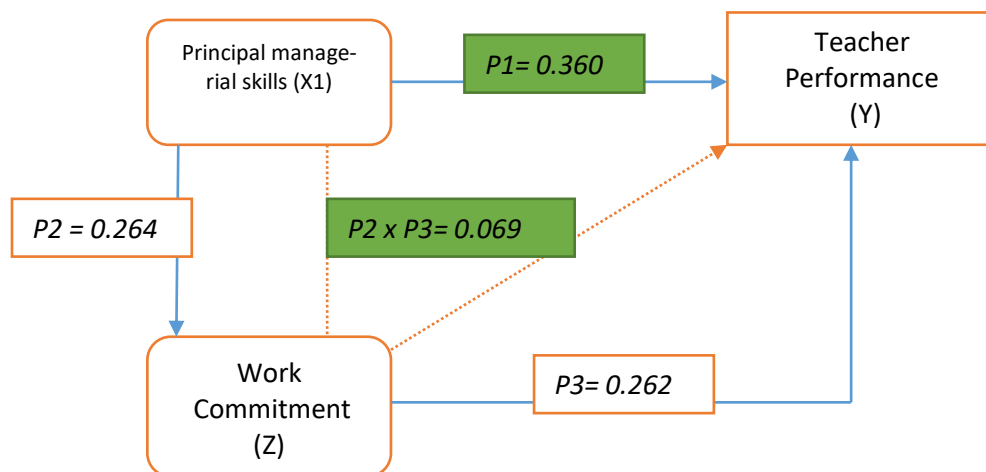 Principal manage-
rial skills (X1)
P1= 0.360
Teacher
Performance
(Y)
P2 = 0.264
P2 x P3= 0.069
Work
Commitment
(Z)
P3= 0.262